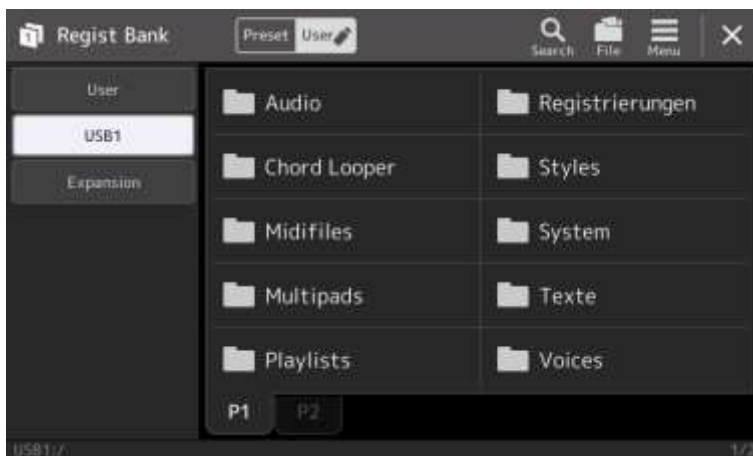 1 Regist Bank Preset User Search File Menu
User
USB1
Expansion
Audio Registrierungen
Chord Looper Styles
Midifiles System
Multipads Texte
Playlists Voices
P1 P2
USB1:/ 1/2